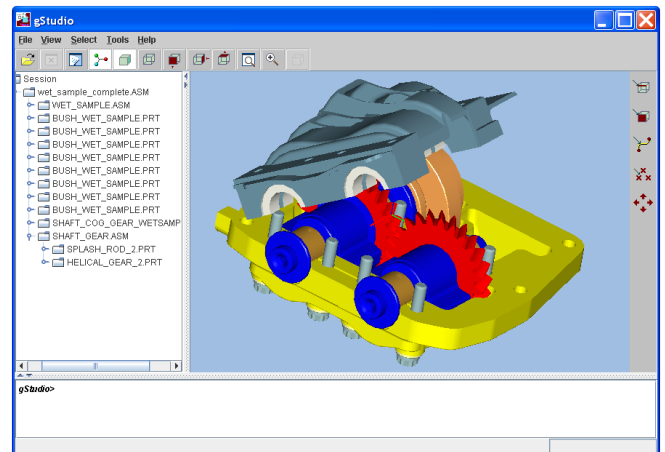 gStudio
File View Select Tools Help
Session
wet_sample_complete.ASM
WET_SAMPLE.ASM
BUSH_WET_SAMPLE.PRT
BUSH_WET_SAMPLE.PRT
BUSH_WET_SAMPLE.PRT
BUSH_WET_SAMPLE.PRT
BUSH_WET_SAMPLE.PRT
BUSH_WET_SAMPLE.PRT
BUSH_WET_SAMPLE.PRT
BUSH_WET_SAMPLE.PRT
SHAFT_COG_GEAR_WETSAMP
SHAFT_GEAR.ASM
SPLASH_ROD_2.PRT
HELICAL_GEAR_2.PRT
gStudio>